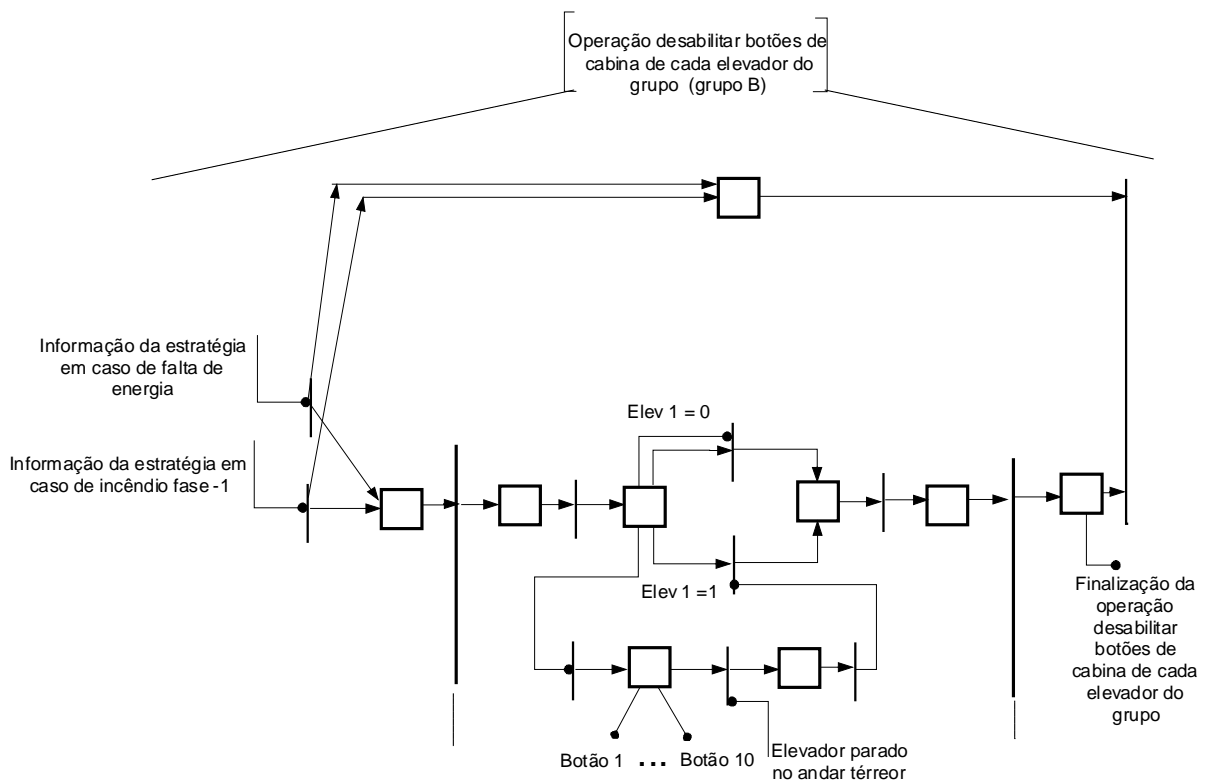 Operação desabilitar botões de
cabina de cada elevador do
grupo (grupo B)
Informação da estratégia
em caso de falta de
energia
Informação da estratégia em
caso de incêndio fase -1
Elev 1 = 0
Elev 1 =1
Botão 1 ... Botão 10
Elevador parado
no andar térreor
Finalização da
operação
desabilitar
botões de
cabina de cada
elevador do
grupo